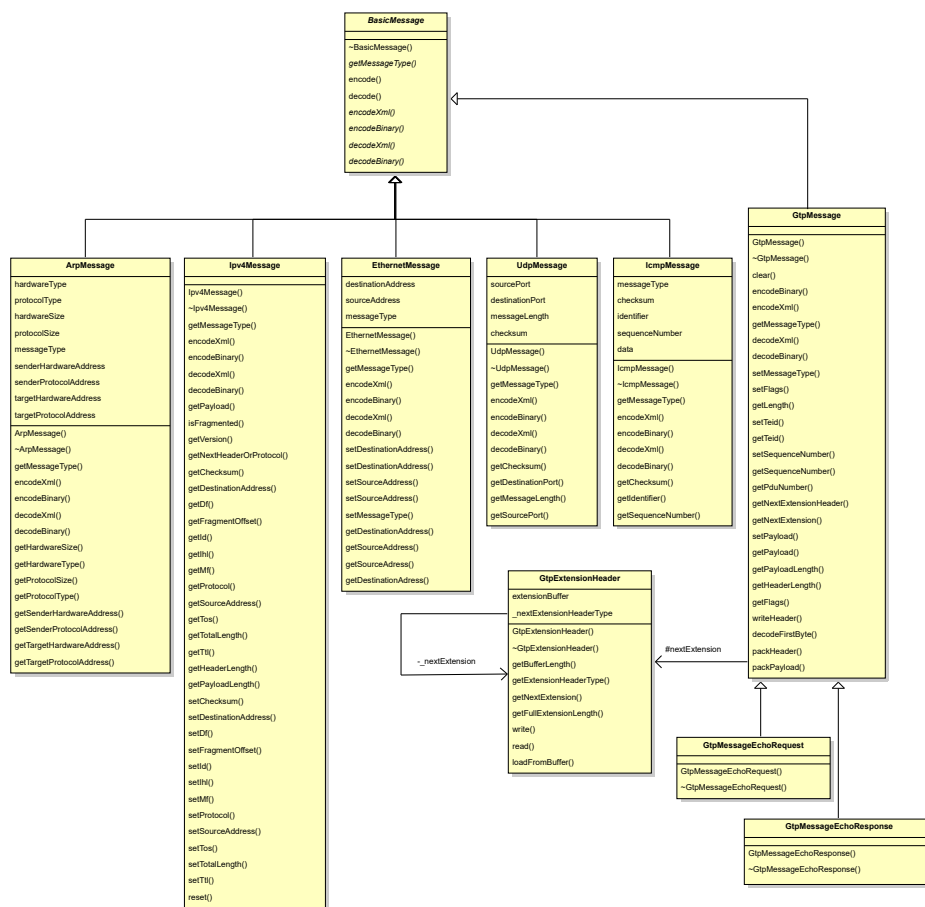 BasicMessage
~BasicMessage()
getMessageType()
encode()
decode()
encodeXml()
encodeBinary()
decodeXml()
decodeBinary()
ArpMessage
hardwareType
protocolType
hardwareSize
protocolSize
messageType
senderHardwareAddress
senderProtocolAddress
targetHardwareAddress
targetProtocolAddress
ArpMessage()
~ArpMessage()
getMessageType()
encodeXml()
encodeBinary()
decodeXml()
decodeBinary()
getHardwareSize()
getHardwareType()
getProtocolSize()
getProtocolType()
getSenderHardwareAddress()
getSenderProtocolAddress()
getTargetHardwareAddress()
getTargetProtocolAddress()
Ipv4Message
Ipv4Message()
~Ipv4Message()
getMessageType()
encodeXml()
encodeBinary()
decodeXml()
decodeBinary()
getPayload()
isFragmented()
getVersion()
getNextHeaderOrProtocol()
getChecksum()
getDestinationAddress()
getDf()
getFragmentOffset()
getId()
getIhl()
getMf()
getProtocol()
getSourceAddress()
getTos()
getTotalLength()
getTtl()
getHeaderLength()
getPayloadLength()
setChecksum()
setDestinationAddress()
setDf()
setFragmentOffset()
setId()
setIhl()
setMf()
setProtocol()
setSourceAddress()
setTos()
setTotalLength()
setTtl()
reset()
EthernetMessage
destinationAddress
sourceAddress
messageType
EthernetMessage()
~EthernetMessage()
getMessageType()
encodeXml()
encodeBinary()
decodeXml()
decodeBinary()
setDestinationAddress()
setDestinationAddress()
setSourceAddress()
setSourceAddress()
setMessageType()
getDestinationAddress()
getSourceAddress()
getSourceAdress()
getDestinationAdress()
UdpMessage
sourcePort
destinationPort
messageLength
checksum
UdpMessage()
~UdpMessage()
getMessageType()
encodeXml()
encodeBinary()
decodeXml()
decodeBinary()
getChecksum()
getDestinationPort()
getMessageLength()
getSourcePort()
IcmpMessage
messageType
checksum
identifier
sequenceNumber
data
IcmpMessage()
~IcmpMessage()
getMessageType()
encodeXml()
encodeBinary()
decodeXml()
decodeBinary()
getChecksum()
getIdentifier()
getSequenceNumber()
GtpMessage
GtpMessage()
~GtpMessage()
clear()
encodeBinary()
encodeXml()
getMessageType()
decodeXml()
decodeBinary()
setMessageType()
setFlags()
getLength()
setTeid()
getTeid()
setSequenceNumber()
getSequenceNumber()
getPduNumber()
getNextExtensionHeader()
getNextExtension()
setPayload()
getPayload()
getPayloadLength()
getHeaderLength()
getFlags()
writeHeader()
decodeFirstByte()
packHeader()
packPayload()
GtpExtensionHeader
extensionBuffer
_nextExtensionHeaderType
GtpExtensionHeader()
~GtpExtensionHeader()
getBufferLength()
getExtensionHeaderType()
getNextExtension()
getFullExtensionLength()
write()
read()
loadFromBuffer()
-_nextExtension
#nextExtension
GtpMessageEchoRequest
GtpMessageEchoRequest()
~GtpMessageEchoRequest()
GtpMessageEchoResponse
GtpMessageEchoResponse()
~GtpMessageEchoResponse()